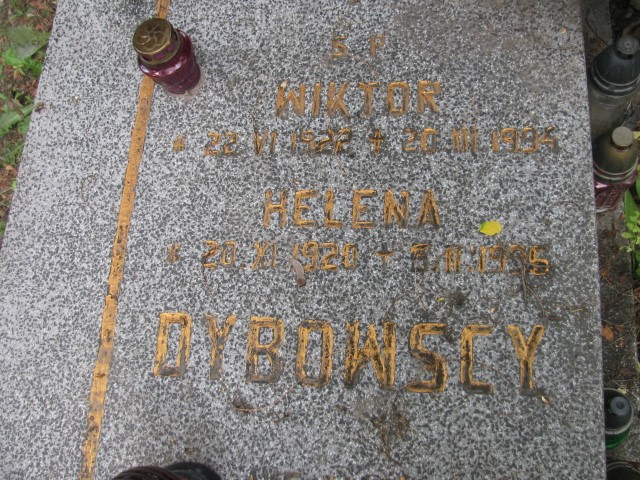 Ś P
WIKTOR
* 22 VI 1922 + 20 III 1994
HELENA
* 20.XI.1920 + 5.II.1995
DYBOWSCY